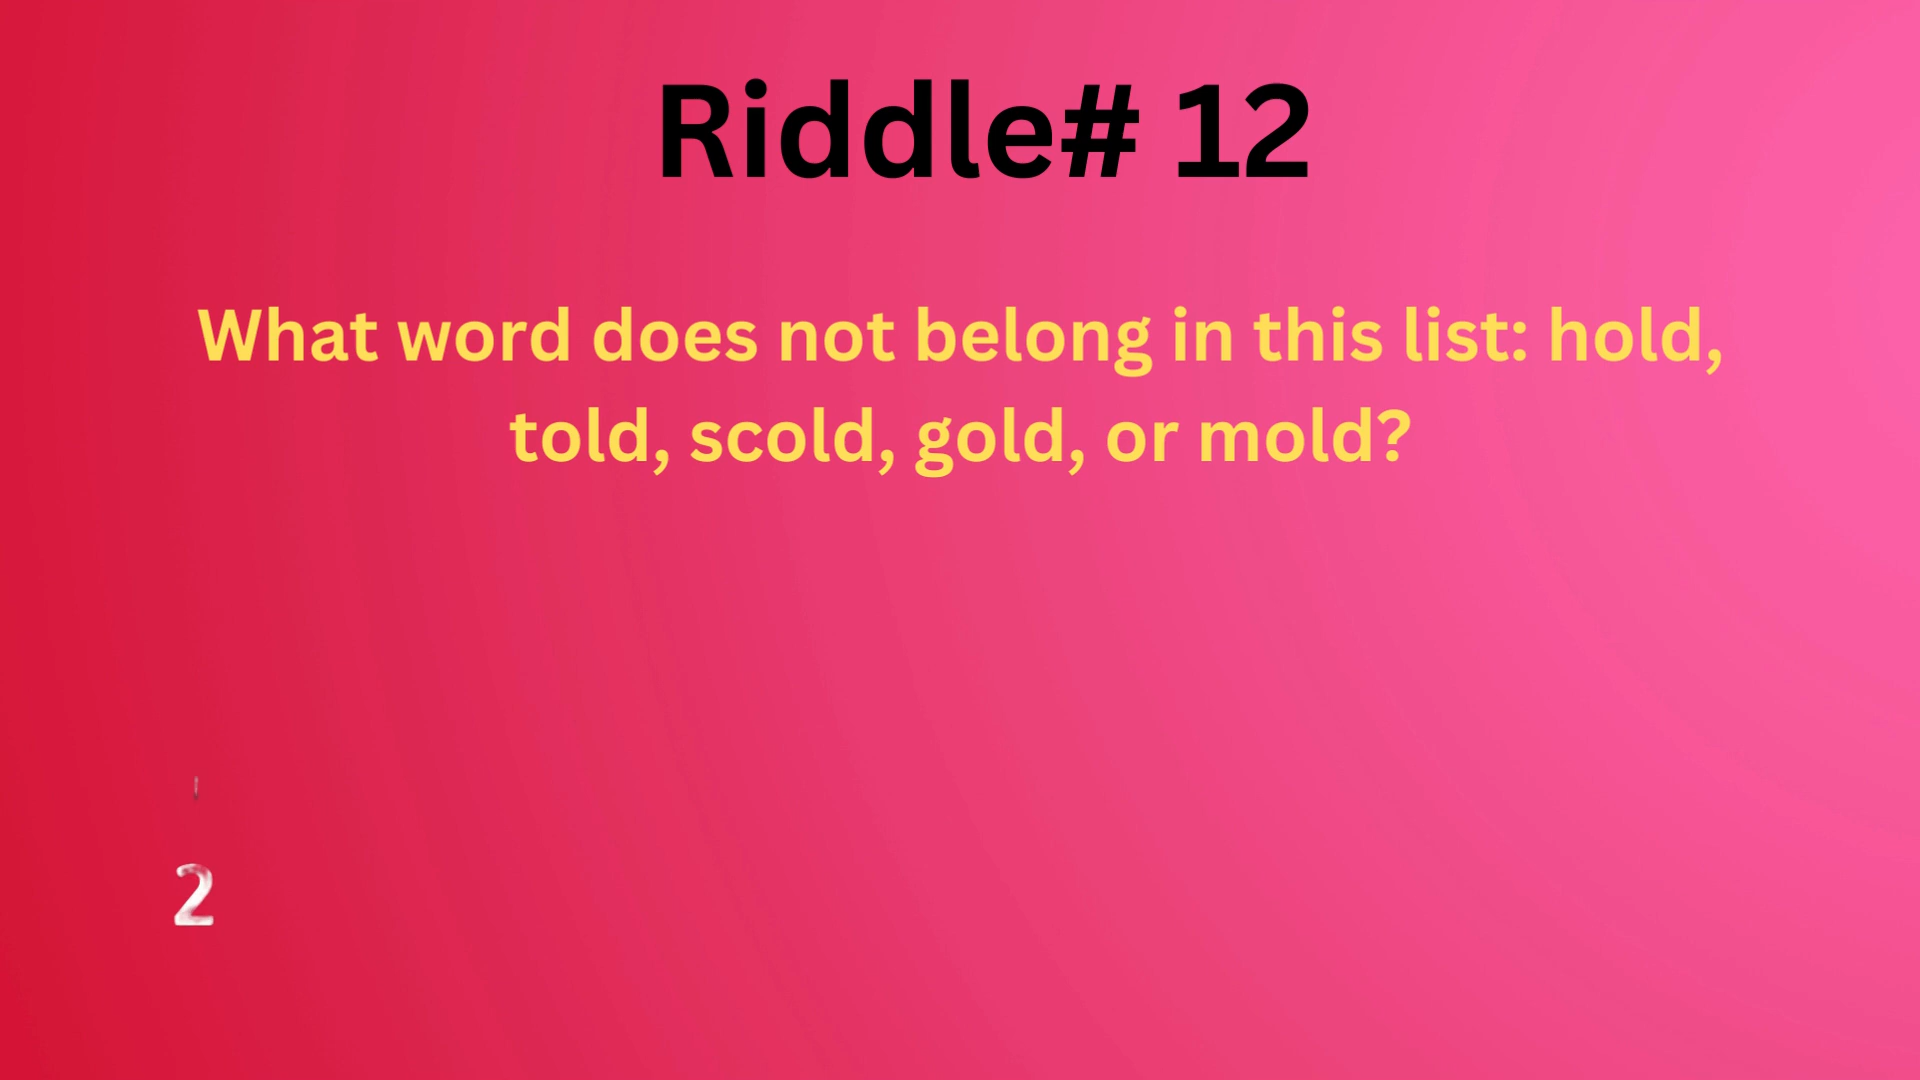 Riddle# 12
What word does not belong in this list: hold,
told, scold, gold, or mold?
2